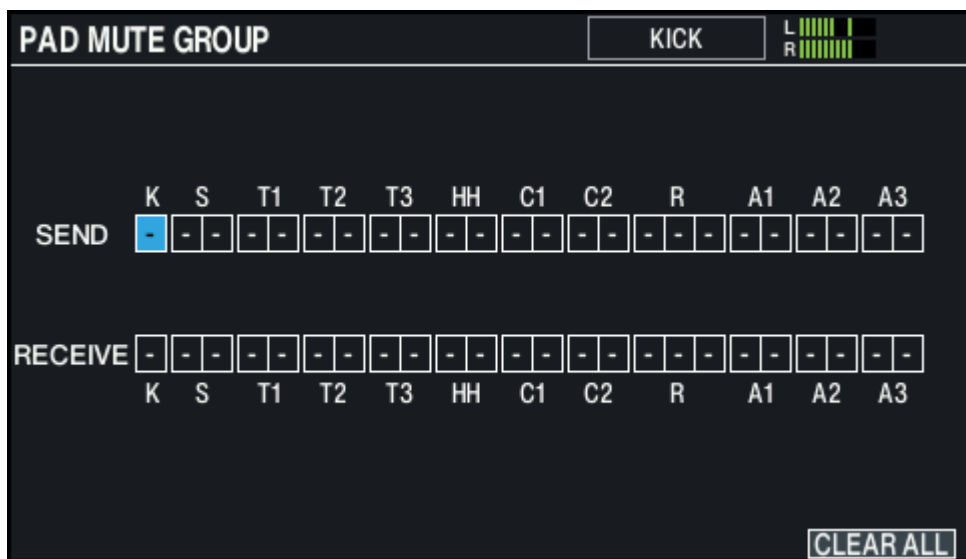 PAD MUTE GROUP KICK L
R
K S T1 T2 T3 HH C1 C2 R A1 A2 A3
SEND - - - - - - - - - - - - - - - - - - - - - - - -
RECEIVE - - - - - - - - - - - - - - - - - - - - - - - -
K S T1 T2 T3 HH C1 C2 R A1 A2 A3
CLEAR ALL